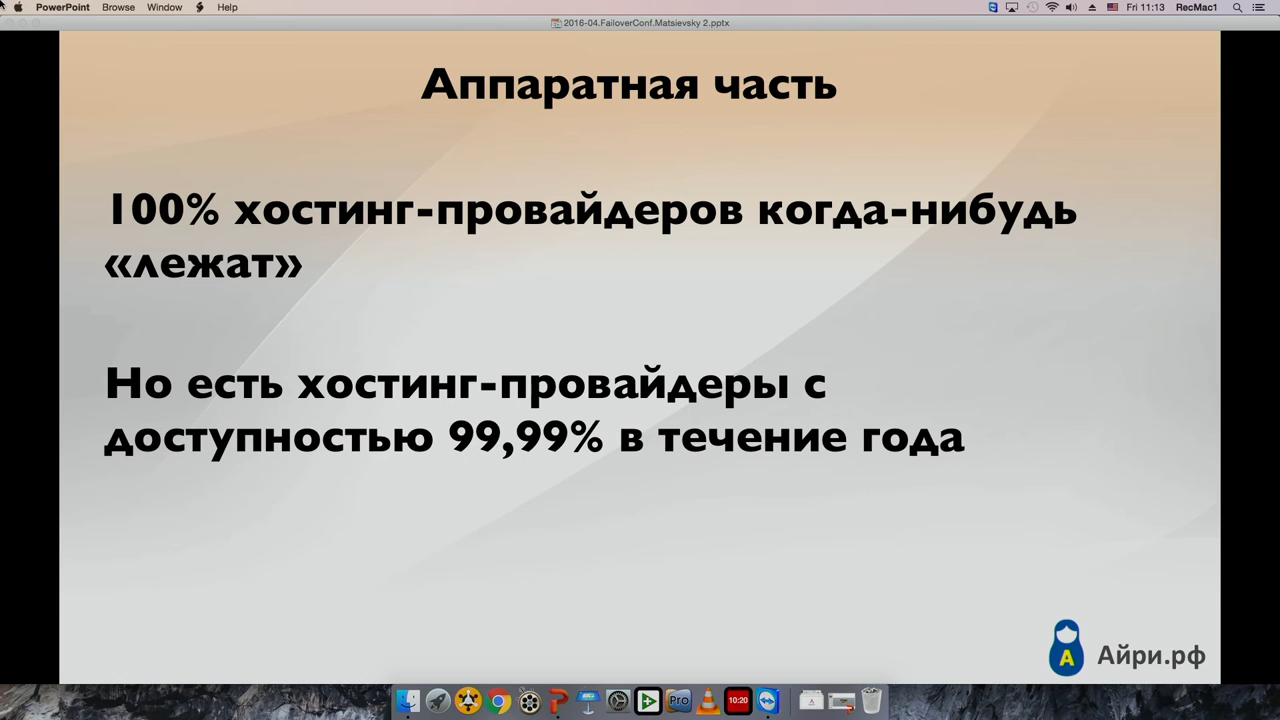 PowerPoint Browse Window Help
Fri 11:13 RecMac1
2016-04.FailoverConf.Matsievsky 2.pptx
Аппаратная часть
100% хостинг-провайдеров когда-нибудь
«лежат»
Но есть хостинг-провайдеры с
доступностью 99,99% в течение года
А
Айри.рф
Pro
10:20